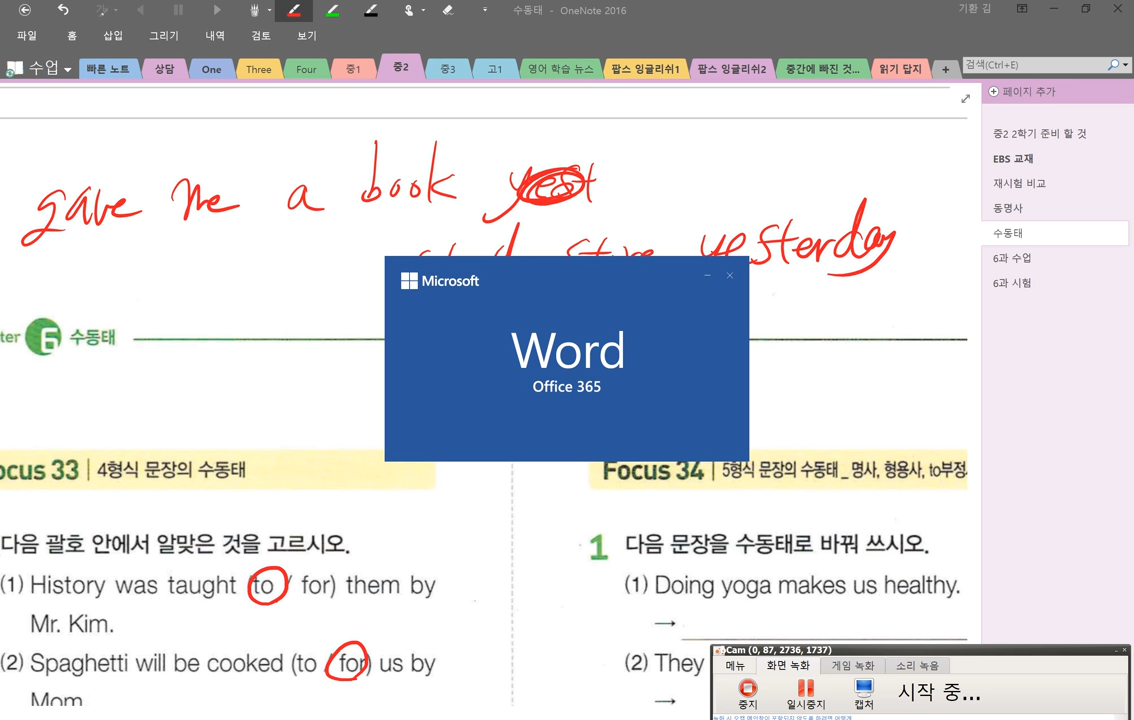 수동태 - OneNote 2016
기환 김
파일 홈 삽입 그리기 내역 검토 보기
수업 빠른 노트 상담 One Three Four 중1 중2 중3 고1 영어 학습 뉴스 팝스 잉글리쉬1 팝스 잉글리쉬2 중간에 빠진 것... 읽기 답지 +
검색(Ctrl+E)
페이지 추가
중2 2학기 준비 할 것
EBS 교재
재시험 비교
동명사
수동태
6과 수업
6과 시험
gave me a book
yesterday
Microsoft
Word
Office 365
ter 6 수동태
ocus 33 | 4형식 문장의 수동태
다음 괄호 안에서 알맞은 것을 고르시오.
(1) History was taught (to / for) them by
Mr. Kim.
(2) Spaghetti will be cooked (to / for) us by
Mom.
Focus 34 | 5형식 문장의 수동태 _ 명사, 형용사, to부정
1 다음 문장을 수동태로 바꿔 쓰시오.
(1) Doing yoga makes us healthy.
→
(2) They
→
oCam (0, 87, 2736, 1737)
메뉴 화면 녹화 게임 녹화 소리 녹음
중지 일시중지 캡처 시작 중...